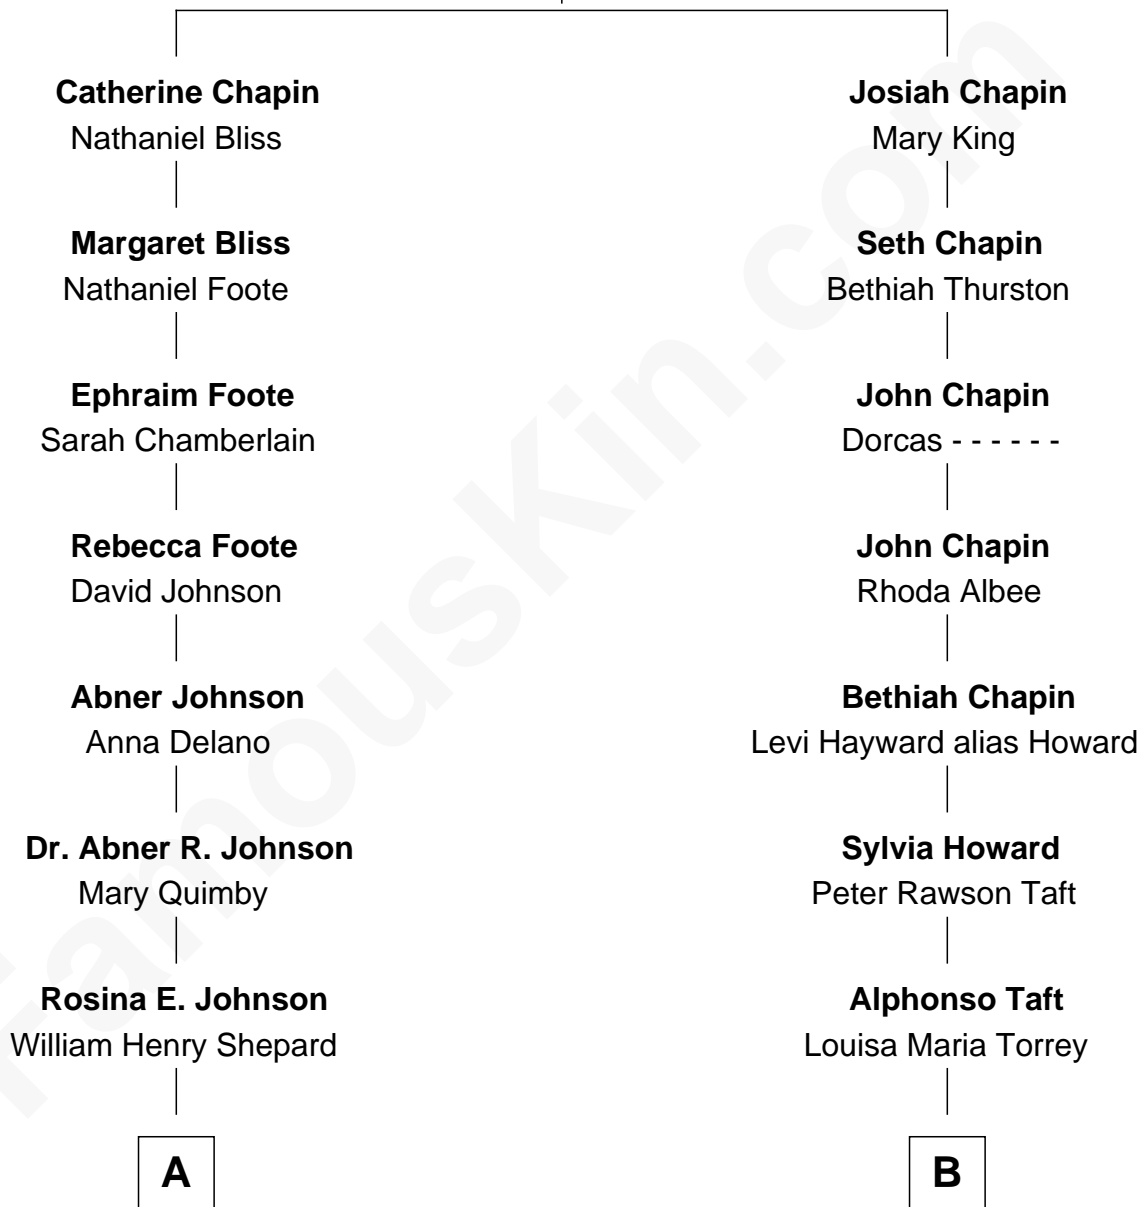 Catherine Chapin
Nathaniel Bliss
Margaret Bliss
Nathaniel Foote
Ephraim Foote
Sarah Chamberlain
Rebecca Foote
David Johnson
Abner Johnson
Anna Delano
Dr. Abner R. Johnson
Mary Quimby
Rosina E. Johnson
William Henry Shepard
A
Josiah Chapin
Mary King
Seth Chapin
Bethiah Thurston
John Chapin
Dorcas - - - - - -
John Chapin
Rhoda Albee
Bethiah Chapin
Levi Hayward alias Howard
Sylvia Howard
Peter Rawson Taft
Alphonso Taft
Louisa Maria Torrey
B
FamousKin.com